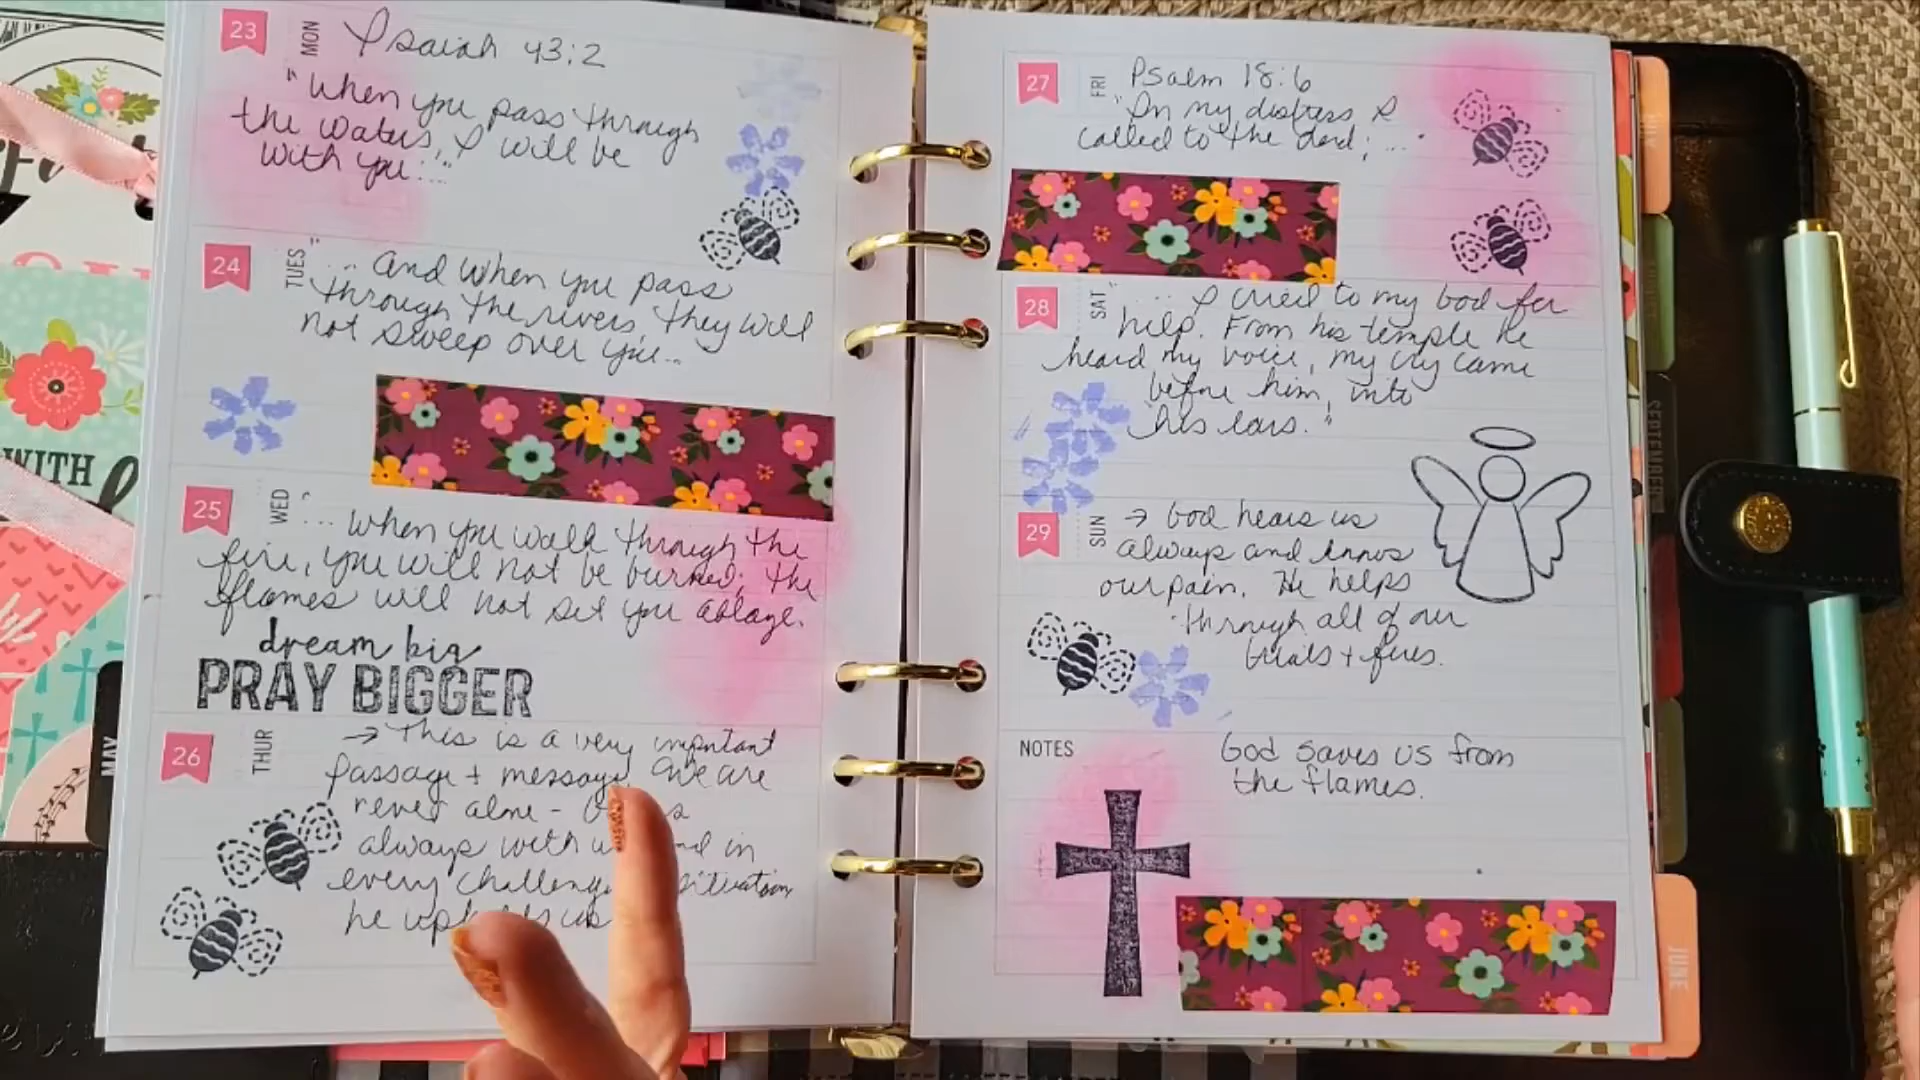 23
MON
Isaiah 43:2
"When you pass through
the waters, I will be
with you:..."
24
TUES
"... And when you pass
through the rivers, they will
not sweep over you...
25
WED
"... When you walk through the
fire, you will not be burned; the
flames will not set you ablaze.
dream big
PRAY BIGGER
26
THUR
→ This is a very important
passage + message. We are
never alone -
always with in
every situation
he us
27
FRI
Psalm 18:6
"In my distress I
called to the Lord; ...
28
SAT
"... I cried to my God for
help. From his temple he
heard my voice, my cry came
before him, into
his ears."
29
SUN
→ God hears us
always and knows
our pain. He helps
through all of our
trials + fires.
NOTES
God saves us from
the flames.
WITH
MAY
SEPTEMBER
JUNE